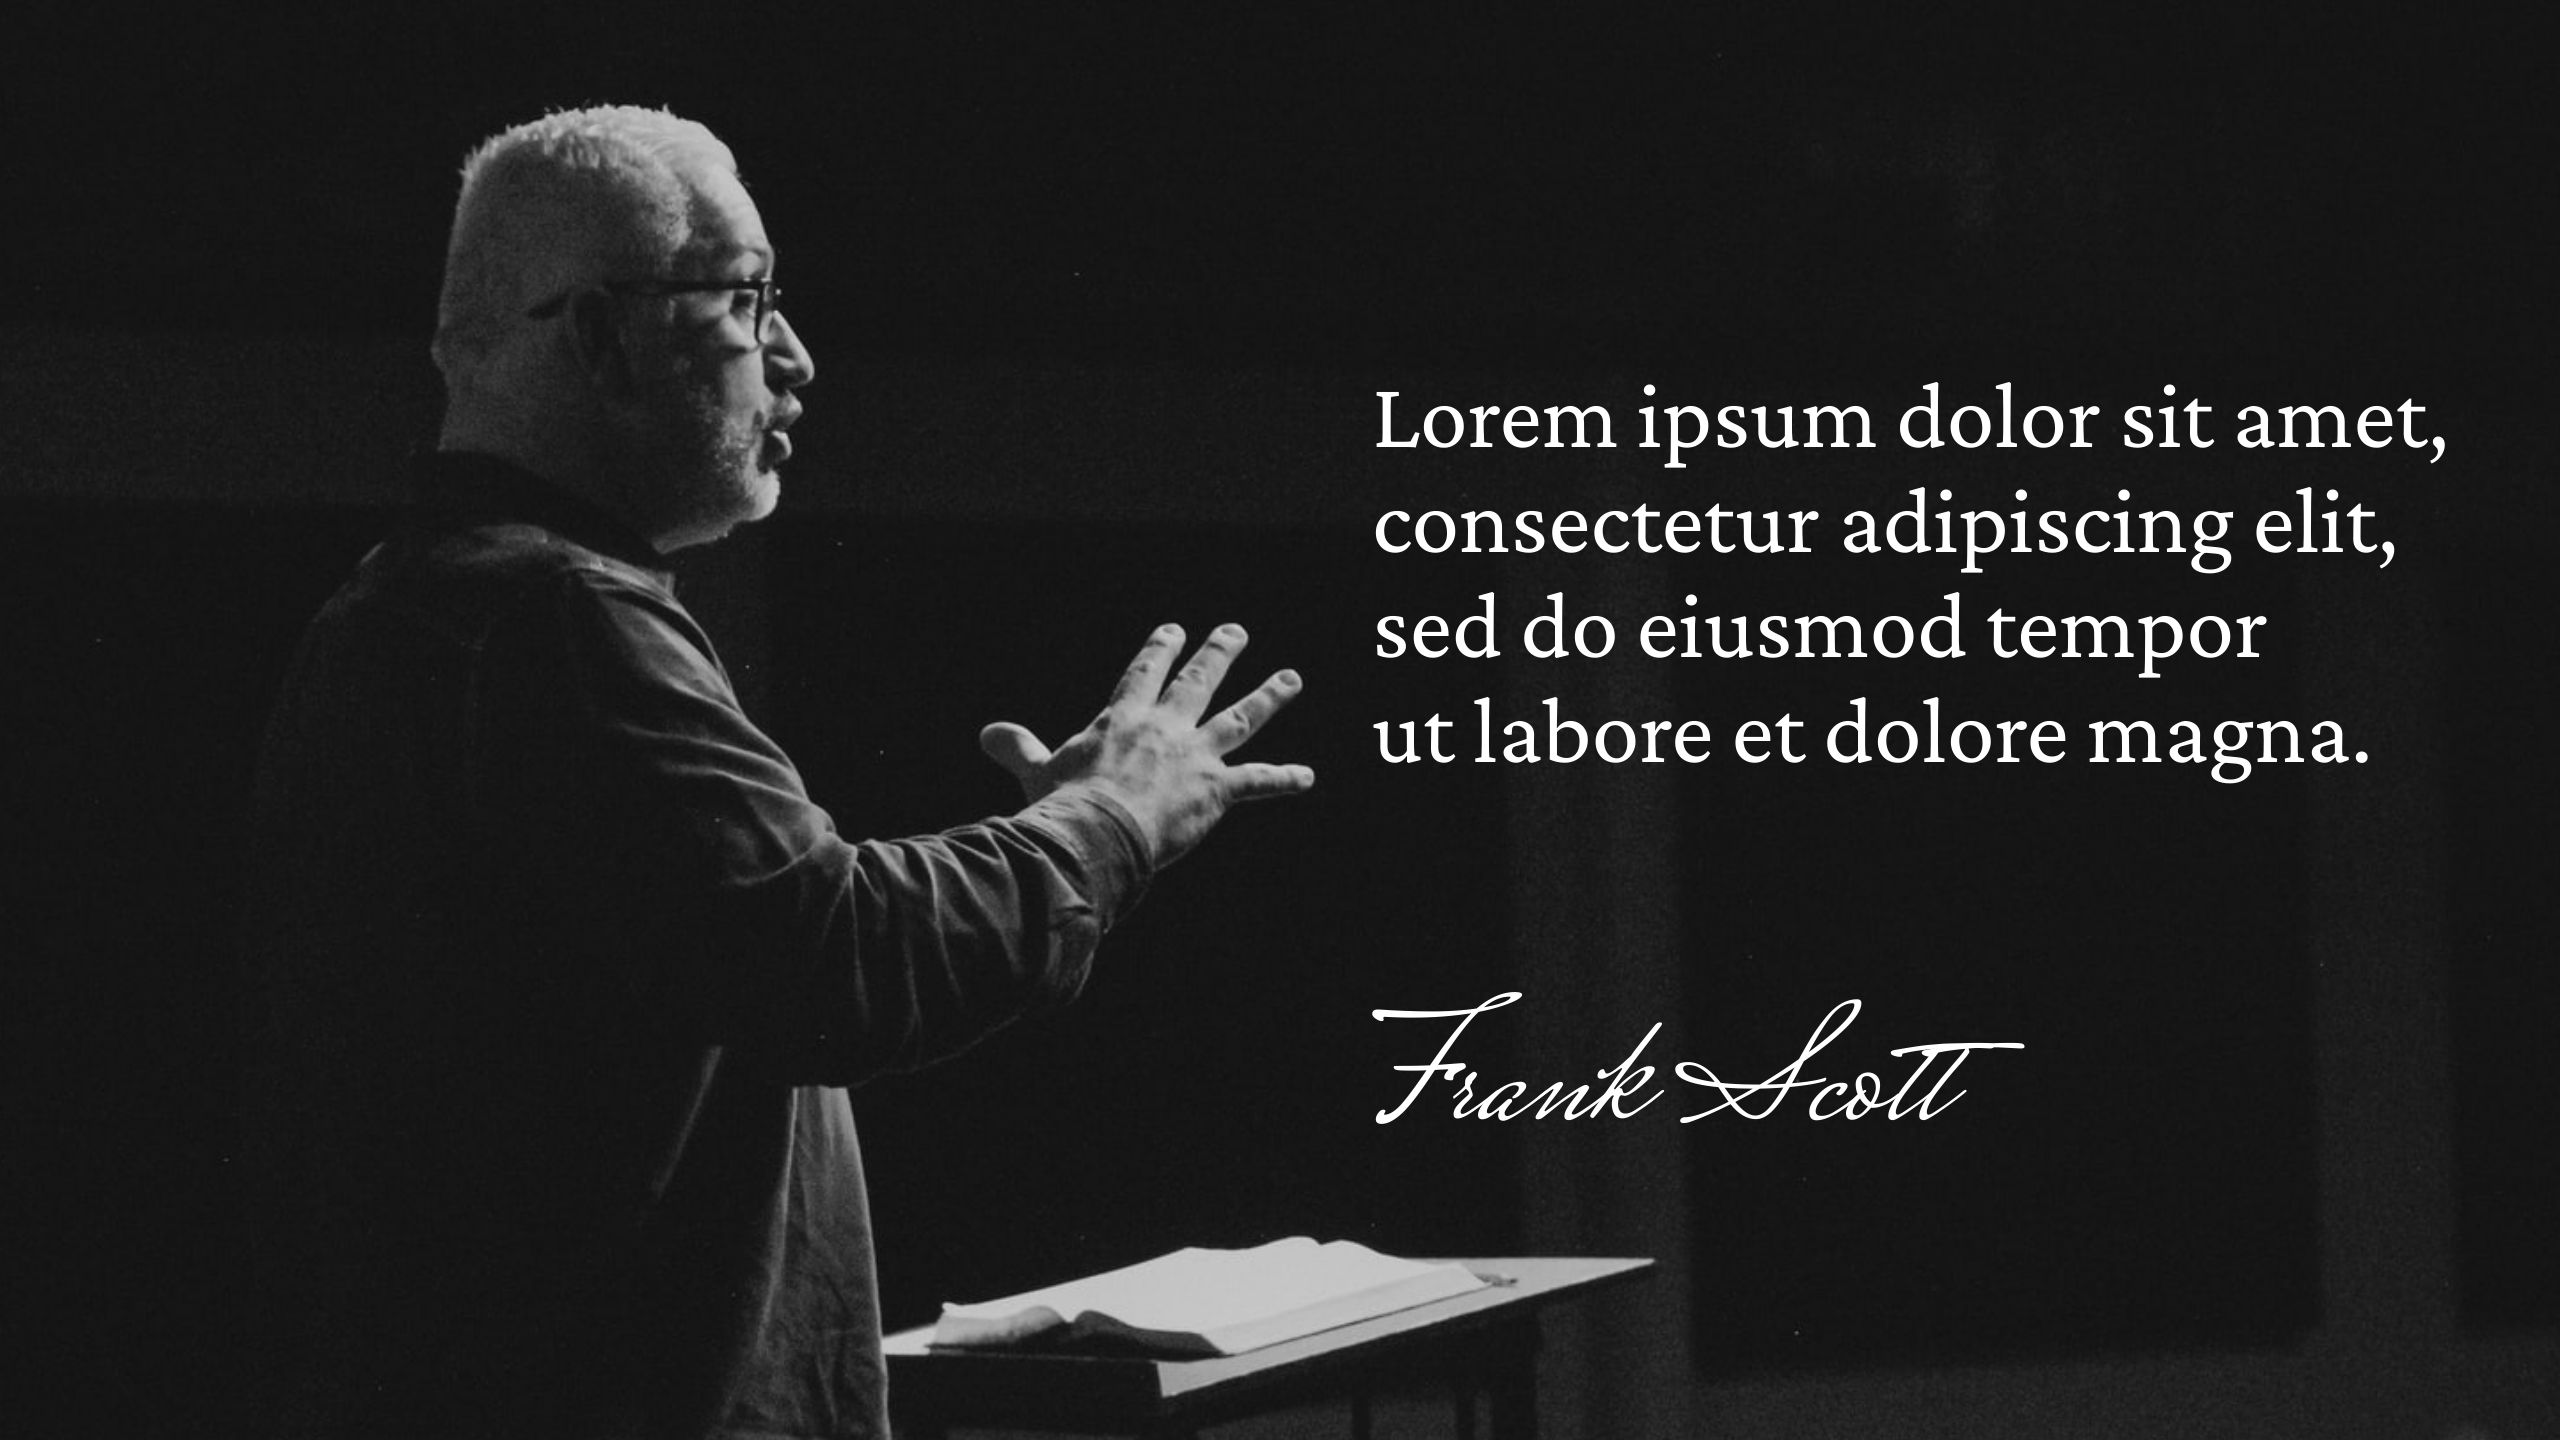 Lorem ipsum dolor sit amet,
consectetur adipiscing elit,
sed do eiusmod tempor
ut labore et dolore magna.
Frank Scott